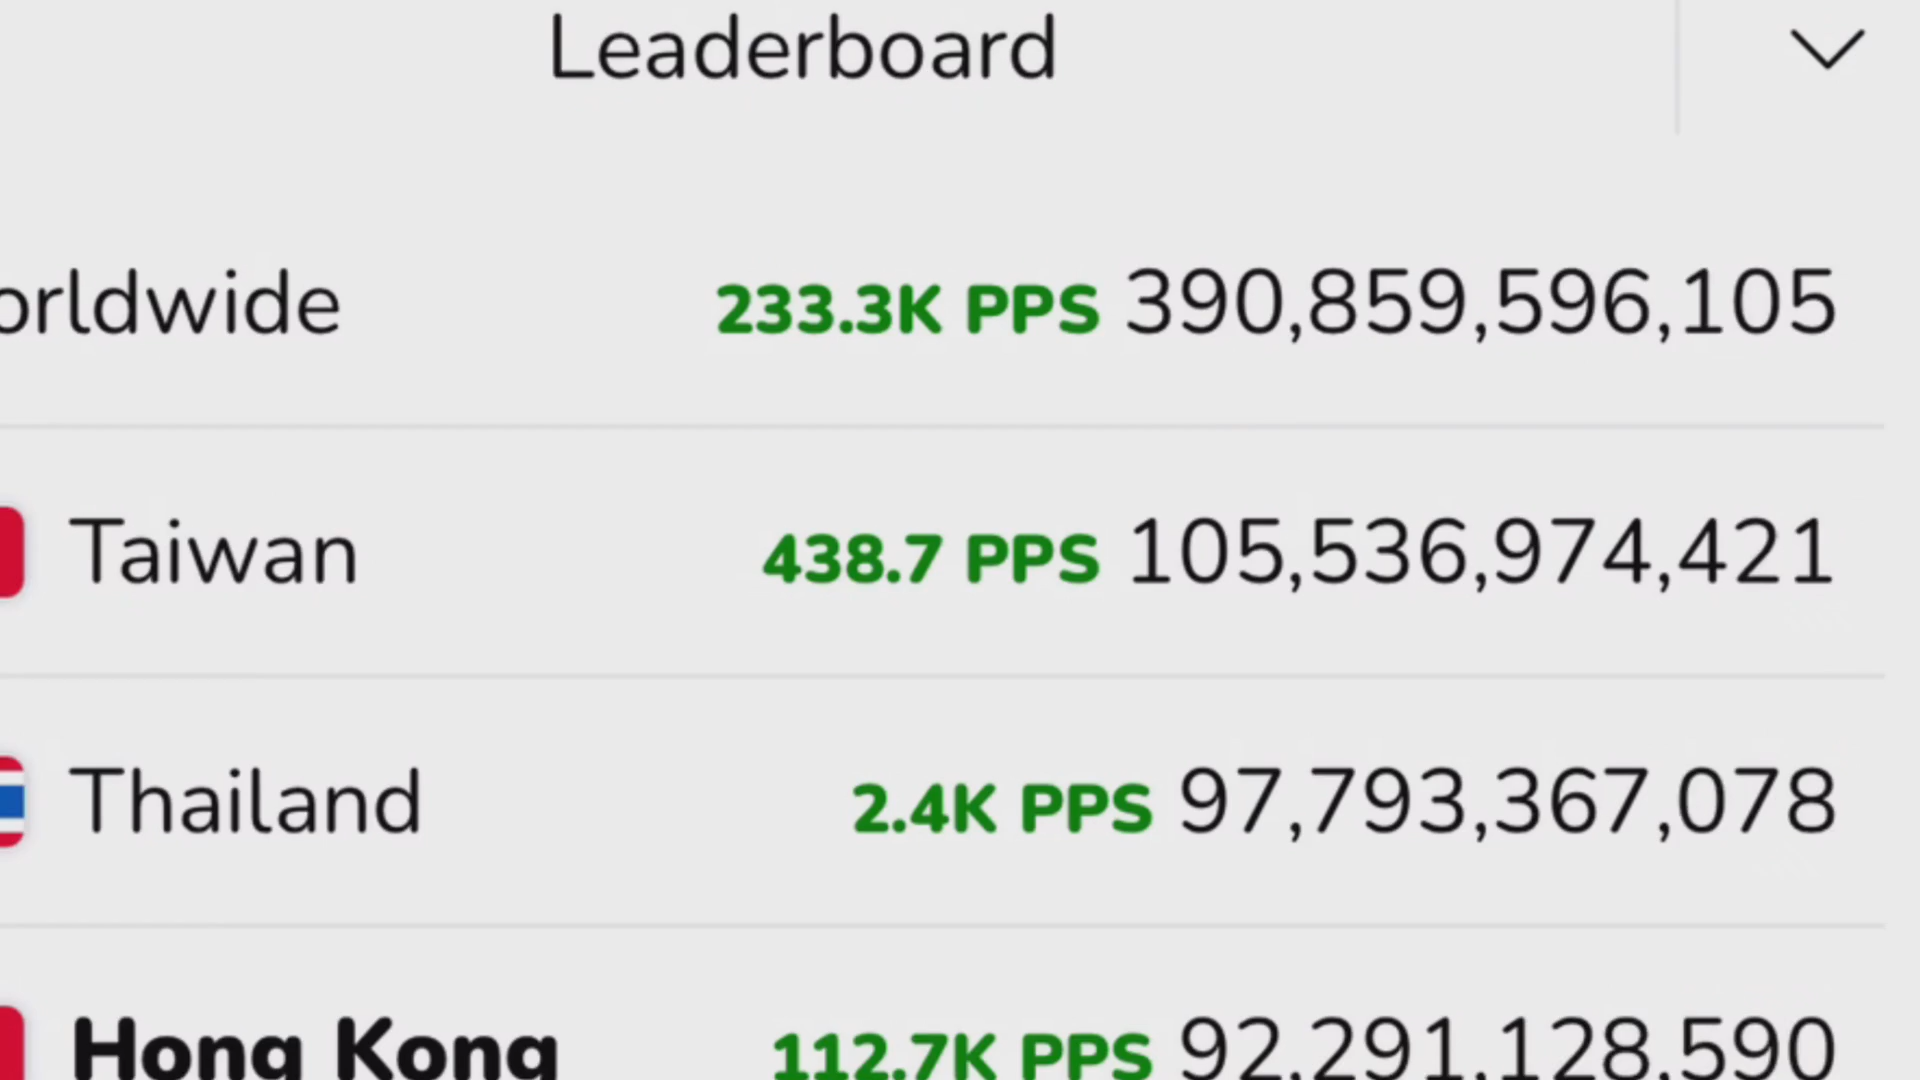 Leaderboard
orldwide 233.3K PPS 390,859,596,105
Taiwan 438.7 PPS 105,536,974,421
Thailand 2.4K PPS 97,793,367,078
Hong Kong 112.7K PPS 92,291,128,590